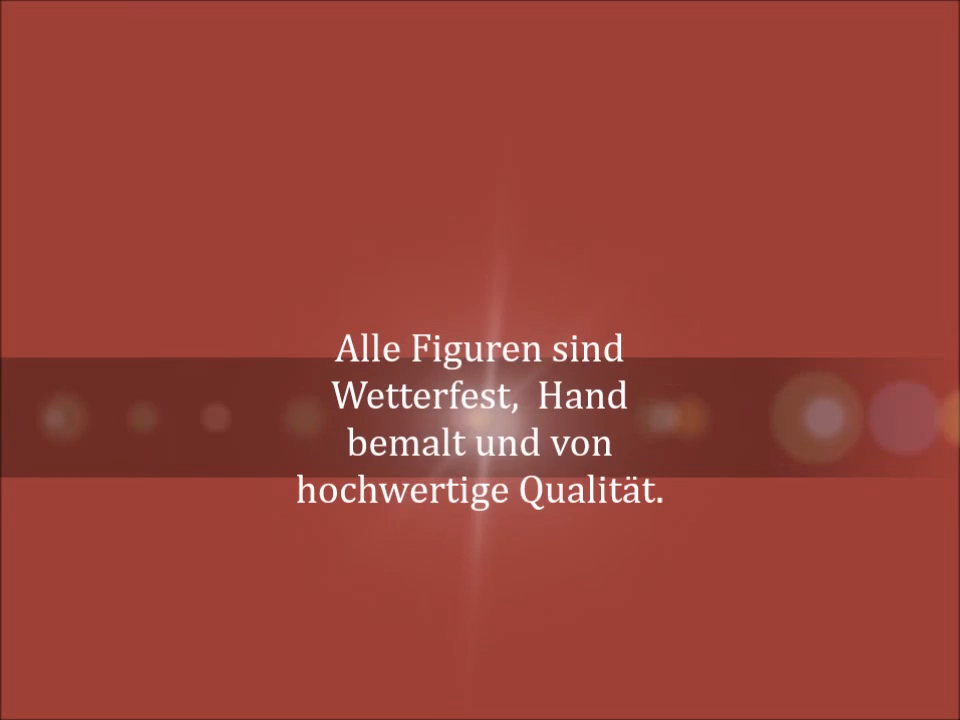 Alle Figuren sind
Wetterfest,  Hand
bemalt und von
hochwertige Qualität.